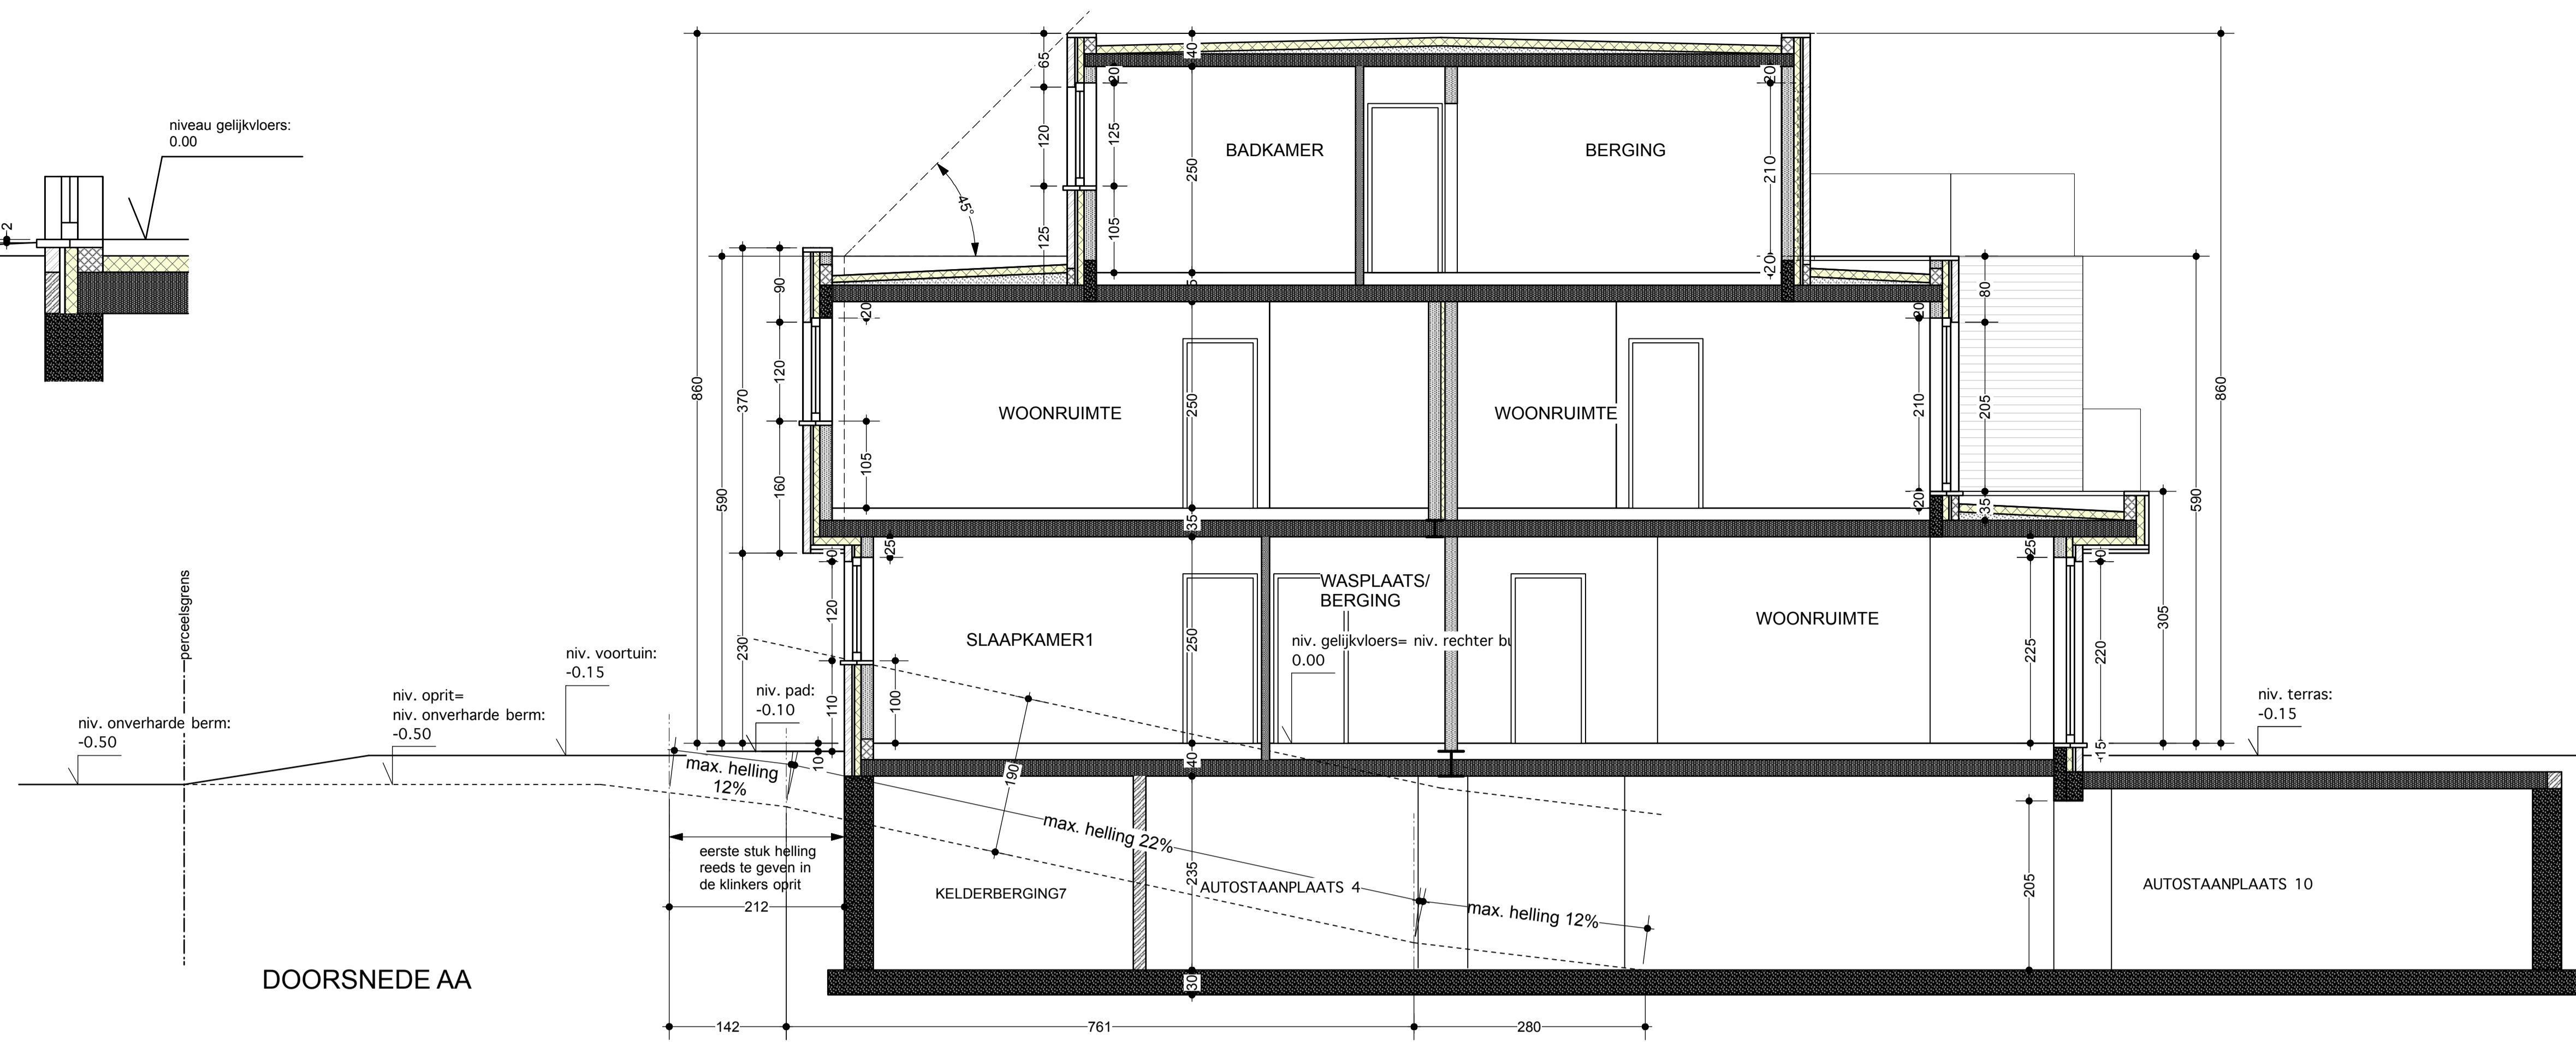 niveau gelijkvloers:
0.00
2
860
65
120
125
45°
20
125
105
40
250
BADKAMER
BERGING
20
210
20
860
590
370
90
120
160
20
105
250
WOONRUIMTE
WOONRUIMTE
20
210
20
80
205
35
590
305
35
230
120
110
10
25
100
250
SLAAPKAMER1
WASPLAATS/
BERGING
niv. gelijkvloers= niv. rechter bu
0.00
WOONRUIMTE
25
225
220
15
perceelsgrens
niv. onverharde berm:
-0.50
niv. oprit=
niv. onverharde berm:
-0.50
niv. voortuin:
-0.15
niv. pad:
-0.10
niv. terras:
-0.15
max. helling
12%
40
190
max. helling 22%
max. helling 12%
eerste stuk helling
reeds te geven in
de klinkers oprit
212
KELDERBERGING7
235
AUTOSTAANPLAATS 4
205
AUTOSTAANPLAATS 10
30
DOORSNEDE AA
142
761
280